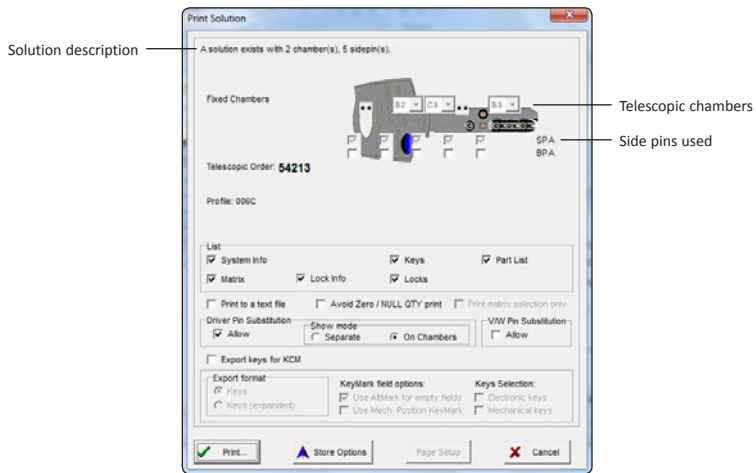 Print Solution
Solution description
A solution exists with 2 chamber(s), 5 sidepin(s).
Fixed Chambers
B2 C3 B3
Telescopic chambers
SPA
Side pins used
BPA
Telescopic Order: 54213
Profile: 006C
List
System Info Keys Part List
Matrix Lock Info Locks
Print to a text file Avoid Zero / NULL QTY print Print matrix selection only
Driver Pin Substitution Show mode V/W Pin Substitution
Allow Separate On Chambers Allow
Export keys for KCM
Export format KeyMark field options: Keys Selection:
Keys Use AltMark for empty fields Electronic keys
Keys (expanded) Use Mech. Position KeyMark Mechanical keys
Print... Store Options Page Setup Cancel